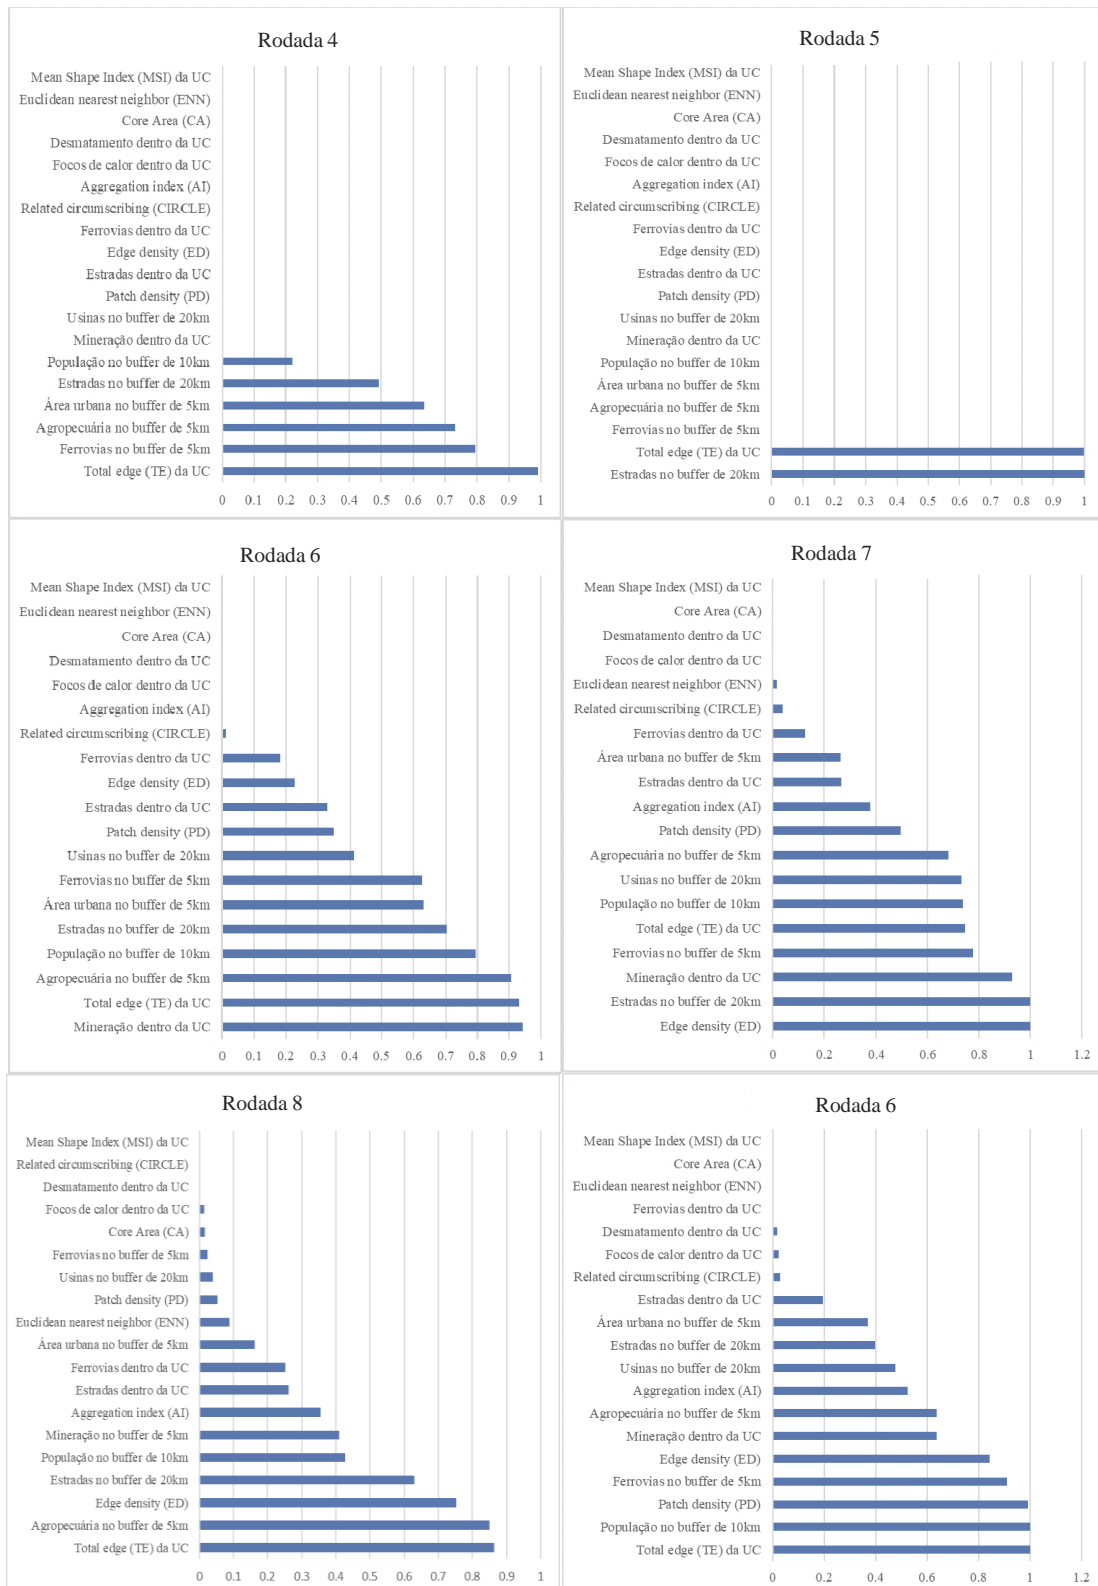 Rodada 4
Mean Shape Index (MSI) da UC
Euclidean nearest neighbor (ENN)
Core Area (CA)
Desmatamento dentro da UC
Focos de calor dentro da UC
Aggregation index (AI)
Related circumscribing (CIRCLE)
Ferrovias dentro da UC
Edge density (ED)
Estradas dentro da UC
Patch density (PD)
Usinas no buffer de 20km
Mineração dentro da UC
População no buffer de 10km
Estradas no buffer de 20km
Área urbana no buffer de 5km
Agropecuária no buffer de 5km
Ferrovias no buffer de 5km
Total edge (TE) da UC
0 0.1 0.2 0.3 0.4 0.5 0.6 0.7 0.8 0.9 1
Rodada 5
Mean Shape Index (MSI) da UC
Euclidean nearest neighbor (ENN)
Core Area (CA)
Desmatamento dentro da UC
Focos de calor dentro da UC
Aggregation index (AI)
Related circumscribing (CIRCLE)
Ferrovias dentro da UC
Edge density (ED)
Estradas dentro da UC
Patch density (PD)
Usinas no buffer de 20km
Mineração dentro da UC
População no buffer de 10km
Área urbana no buffer de 5km
Agropecuária no buffer de 5km
Ferrovias no buffer de 5km
Total edge (TE) da UC
Estradas no buffer de 20km
0 0.1 0.2 0.3 0.4 0.5 0.6 0.7 0.8 0.9 1
Rodada 6
Mean Shape Index (MSI) da UC
Euclidean nearest neighbor (ENN)
Core Area (CA)
Desmatamento dentro da UC
Focos de calor dentro da UC
Aggregation index (AI)
Related circumscribing (CIRCLE)
Ferrovias dentro da UC
Edge density (ED)
Estradas dentro da UC
Patch density (PD)
Usinas no buffer de 20km
Ferrovias no buffer de 5km
Área urbana no buffer de 5km
Estradas no buffer de 20km
População no buffer de 10km
Agropecuária no buffer de 5km
Total edge (TE) da UC
Mineração dentro da UC
0 0.1 0.2 0.3 0.4 0.5 0.6 0.7 0.8 0.9 1
Rodada 7
Mean Shape Index (MSI) da UC
Core Area (CA)
Desmatamento dentro da UC
Focos de calor dentro da UC
Euclidean nearest neighbor (ENN)
Related circumscribing (CIRCLE)
Ferrovias dentro da UC
Área urbana no buffer de 5km
Estradas dentro da UC
Aggregation index (AI)
Patch density (PD)
Agropecuária no buffer de 5km
Usinas no buffer de 20km
População no buffer de 10km
Total edge (TE) da UC
Ferrovias no buffer de 5km
Mineração dentro da UC
Estradas no buffer de 20km
Edge density (ED)
0 0.2 0.4 0.6 0.8 1 1.2
Rodada 8
Mean Shape Index (MSI) da UC
Related circumscribing (CIRCLE)
Desmatamento dentro da UC
Focos de calor dentro da UC
Core Area (CA)
Ferrovias no buffer de 5km
Usinas no buffer de 20km
Patch density (PD)
Euclidean nearest neighbor (ENN)
Área urbana no buffer de 5km
Ferrovias dentro da UC
Estradas dentro da UC
Aggregation index (AI)
Mineração no buffer de 5km
População no buffer de 10km
Estradas no buffer de 20km
Edge density (ED)
Agropecuária no buffer de 5km
Total edge (TE) da UC
0 0.1 0.2 0.3 0.4 0.5 0.6 0.7 0.8 0.9 1
Rodada 6
Mean Shape Index (MSI) da UC
Core Area (CA)
Euclidean nearest neighbor (ENN)
Ferrovias dentro da UC
Desmatamento dentro da UC
Focos de calor dentro da UC
Related circumscribing (CIRCLE)
Estradas dentro da UC
Área urbana no buffer de 5km
Estradas no buffer de 20km
Usinas no buffer de 20km
Aggregation index (AI)
Agropecuária no buffer de 5km
Mineração dentro da UC
Edge density (ED)
Ferrovias no buffer de 5km
Patch density (PD)
População no buffer de 10km
Total edge (TE) da UC
0 0.2 0.4 0.6 0.8 1 1.2